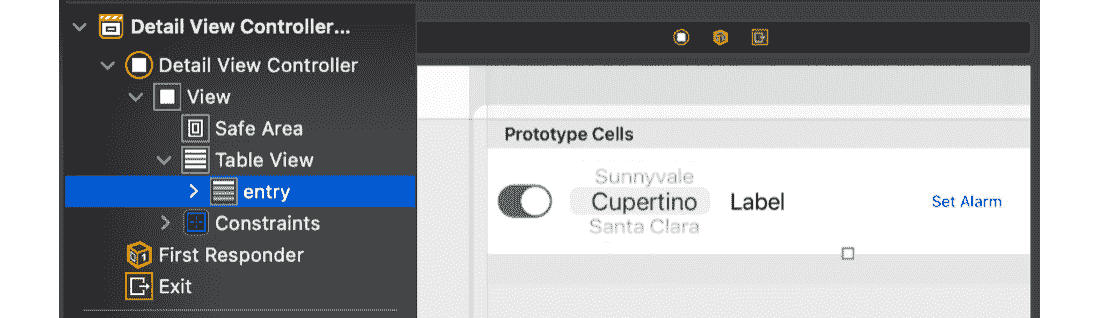 Detail View Controller...
Detail View Controller
View
Safe Area
Table View
entry
Constraints
First Responder
Exit
Prototype Cells
Sunnyvale
Cupertino
Santa Clara
Label
Set Alarm